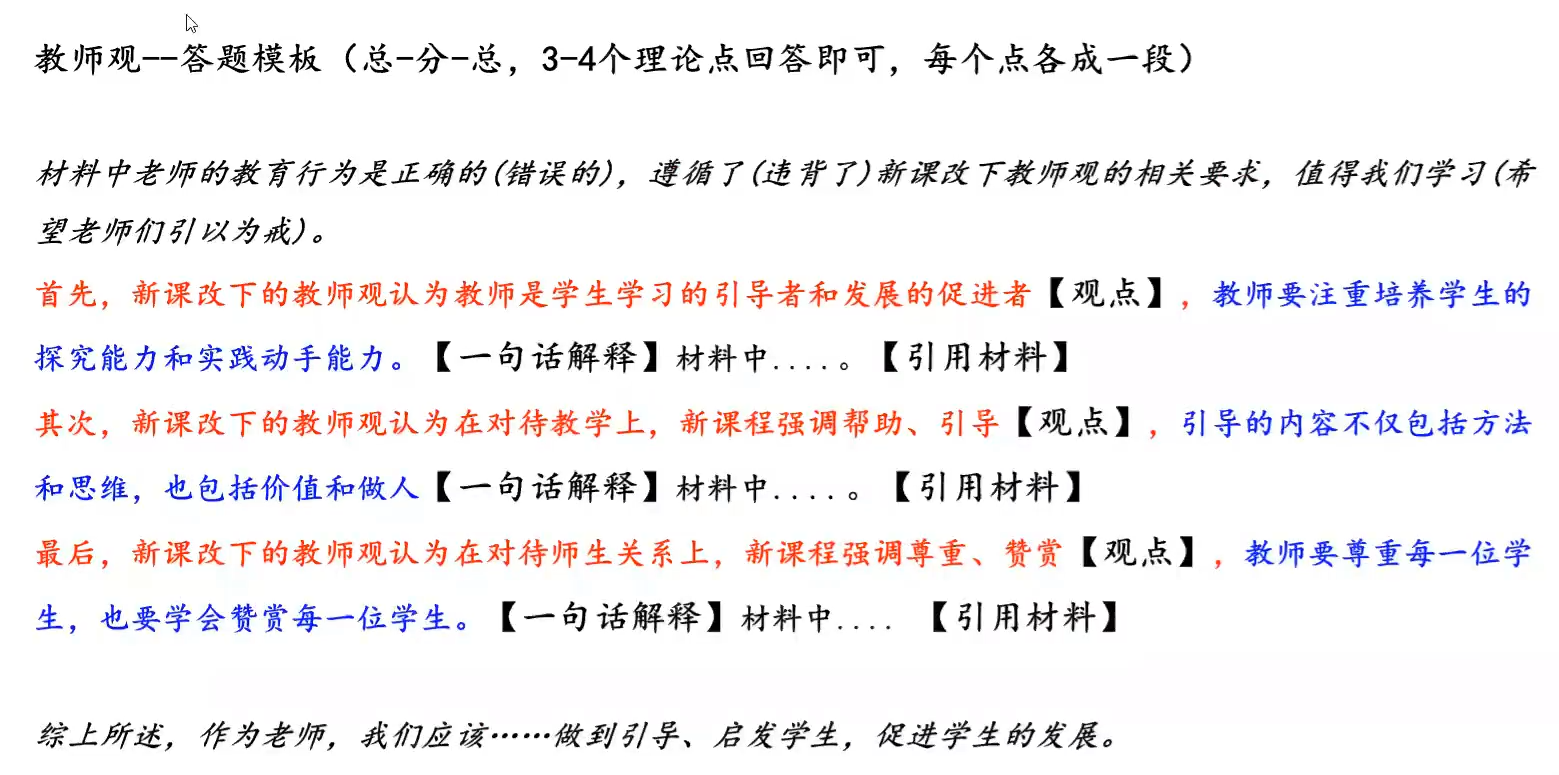 教师观--答题模板（总-分-总，3-4个理论点回答即可，每个点各成一段）
材料中老师的教育行为是正确的(错误的)，遵循了(违背了)新课改下教师观的相关要求，值得我们学习(希
望老师们引以为戒)。
首先，新课改下的教师观认为教师是学生学习的引导者和发展的促进者【观点】，教师要注重培养学生的
探究能力和实践动手能力。【一句话解释】材料中....。【引用材料】
其次，新课改下的教师观认为在对待教学上，新课程强调帮助、引导【观点】，引导的内容不仅包括方法
和思维，也包括价值和做人【一句话解释】材料中.....。【引用材料】
最后，新课改下的教师观认为在对待师生关系上，新课程强调尊重、赞赏【观点】，教师要尊重每一位学
生，也要学会赞赏每一位学生。【一句话解释】材料中....【引用材料】
综上所述，作为老师，我们应该……做到引导、启发学生，促进学生的发展。